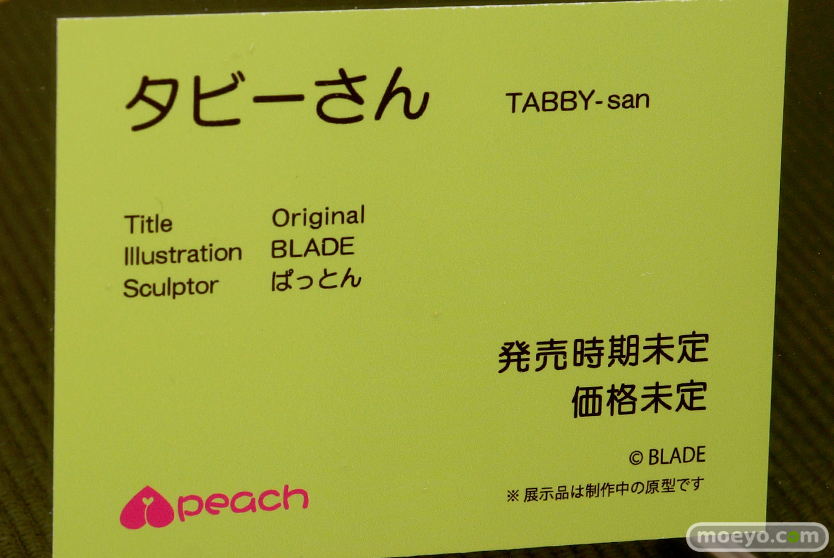 タビーさん TABBY-san
Title Original
Illustration BLADE
Sculptor ぱっとん
発売時期未定
価格未定
© BLADE
※展示品は制作中の原型です
peach
moeyo.com